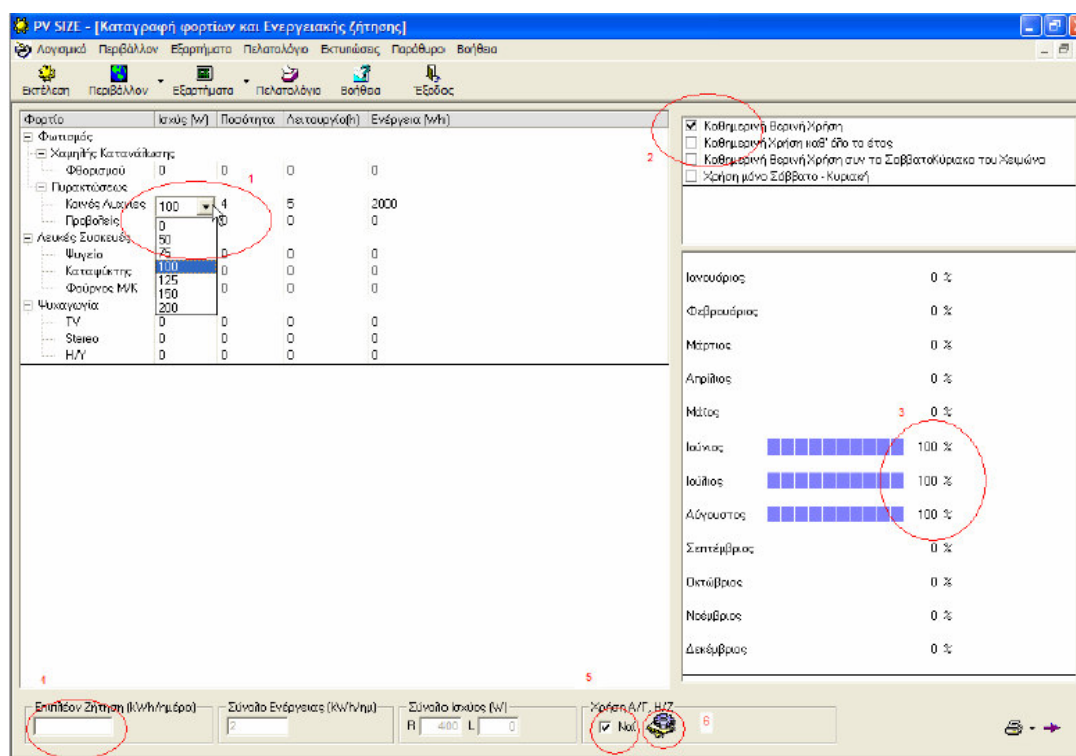 PV SIZE - [Καταγραφή φορτίων και Ενεργειακής ζήτησης]
Λογισμικό Περιβάλλον Εξαρτήματα Πελατολόγιο Εκτυπώσεις Παράθυρο Βοήθεια
Εκτέλεση Περιβάλλον Εξαρτήματα Πελατολόγιο Βοήθεια Έξοδος
Φορτίο Ισχύς (W) Ποσότητα Λειτουργία(h) Ενέργεια (Wh)
Φωτισμός
Χαμηλής Κατανάλωσης
Φθορισμού 0 0 0 0
1
Πυρακτώσεως
Κοινές Λυχνίες 100 4 5 2000
Προβολείς 0 0 0
0
50
75
100
125
150
200
Λευκές Συσκευές
Ψυγείο 0 0 0
Καταψύκτης 0 0 0
Φούρνος Μ/Κ 0 0 0
Ψυχαγωγία
TV 0 0 0 0
Stereo 0 0 0 0
Η/Υ 0 0 0 0
2
Καθημερινή Θερινή Χρήση
Καθημερινή Χρήση καθ' όλο το έτος
Καθημερινή Θερινή Χρήση συν τα ΣαββατοΚύριακα του Χειμώνα
Χρήση μόνο Σάββατο - Κυριακή
Ιανουάριος 0 %
Φεβρουάριος 0 %
Μάρτιος 0 %
Απρίλιος 0 %
Μάϊος 3 0 %
Ιούνιος 100 %
Ιούλιος 100 %
Αύγουστος 100 %
Σεπτέμβριος 0 %
Οκτώβριος 0 %
Νοέμβριος 0 %
Δεκέμβριος 0 %
4 5
Επιπλέον Ζήτηση (kWh/ημέρα) Σύνολο Ενέργειας (KWh/ημ) Σύνολο Ισχύος (W) Χρήση Α/Γ, Η/Ζ
2 R 400 L 0 Ναι 6